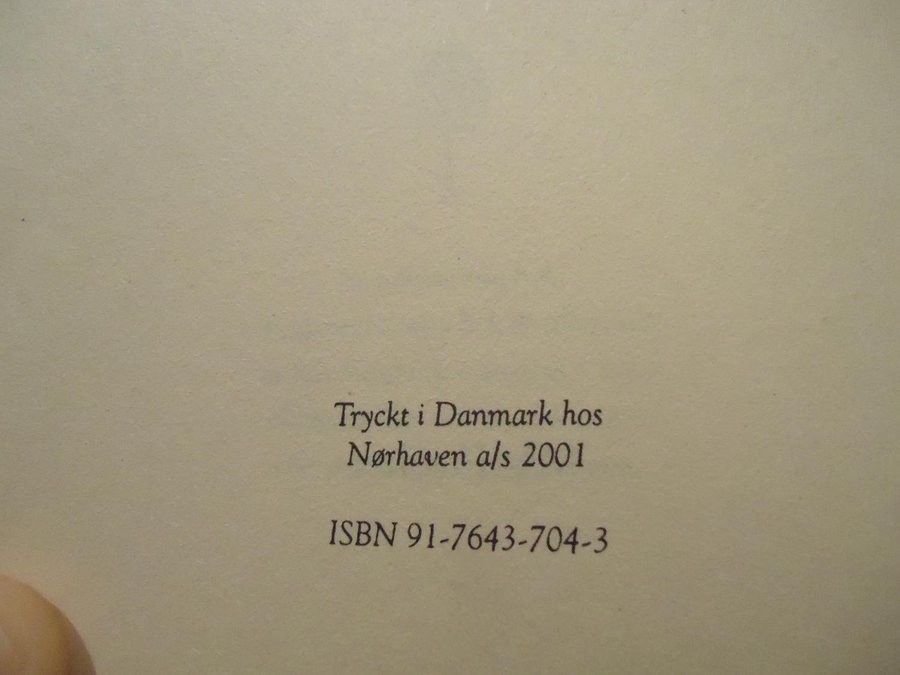 Tryckt i Danmark hos
Nørhaven a/s 2001
ISBN 91-7643-704-3